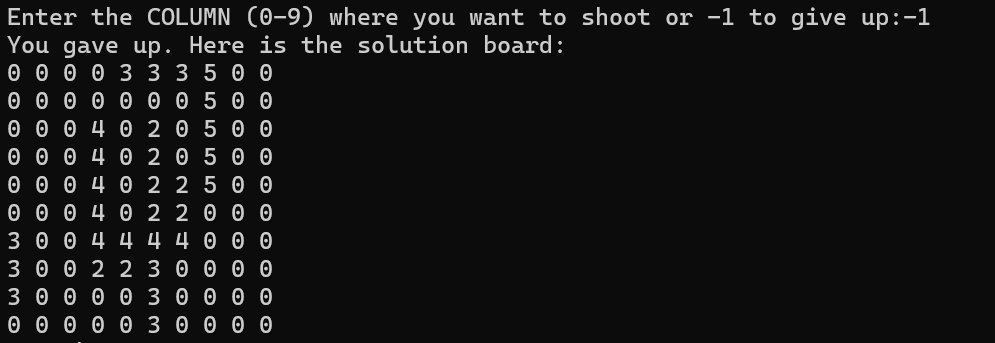 Enter the COLUMN (0-9) where you want to shoot or -1 to give up:-1
You gave up. Here is the solution board:
0 0 0 0 3 3 3 5 0 0
0 0 0 0 0 0 0 5 0 0
0 0 0 4 0 2 0 5 0 0
0 0 0 4 0 2 0 5 0 0
0 0 0 4 0 2 2 5 0 0
0 0 0 4 0 2 2 0 0 0
3 0 0 4 4 4 4 0 0 0
3 0 0 2 2 3 0 0 0 0
3 0 0 0 0 3 0 0 0 0
0 0 0 0 0 3 0 0 0 0